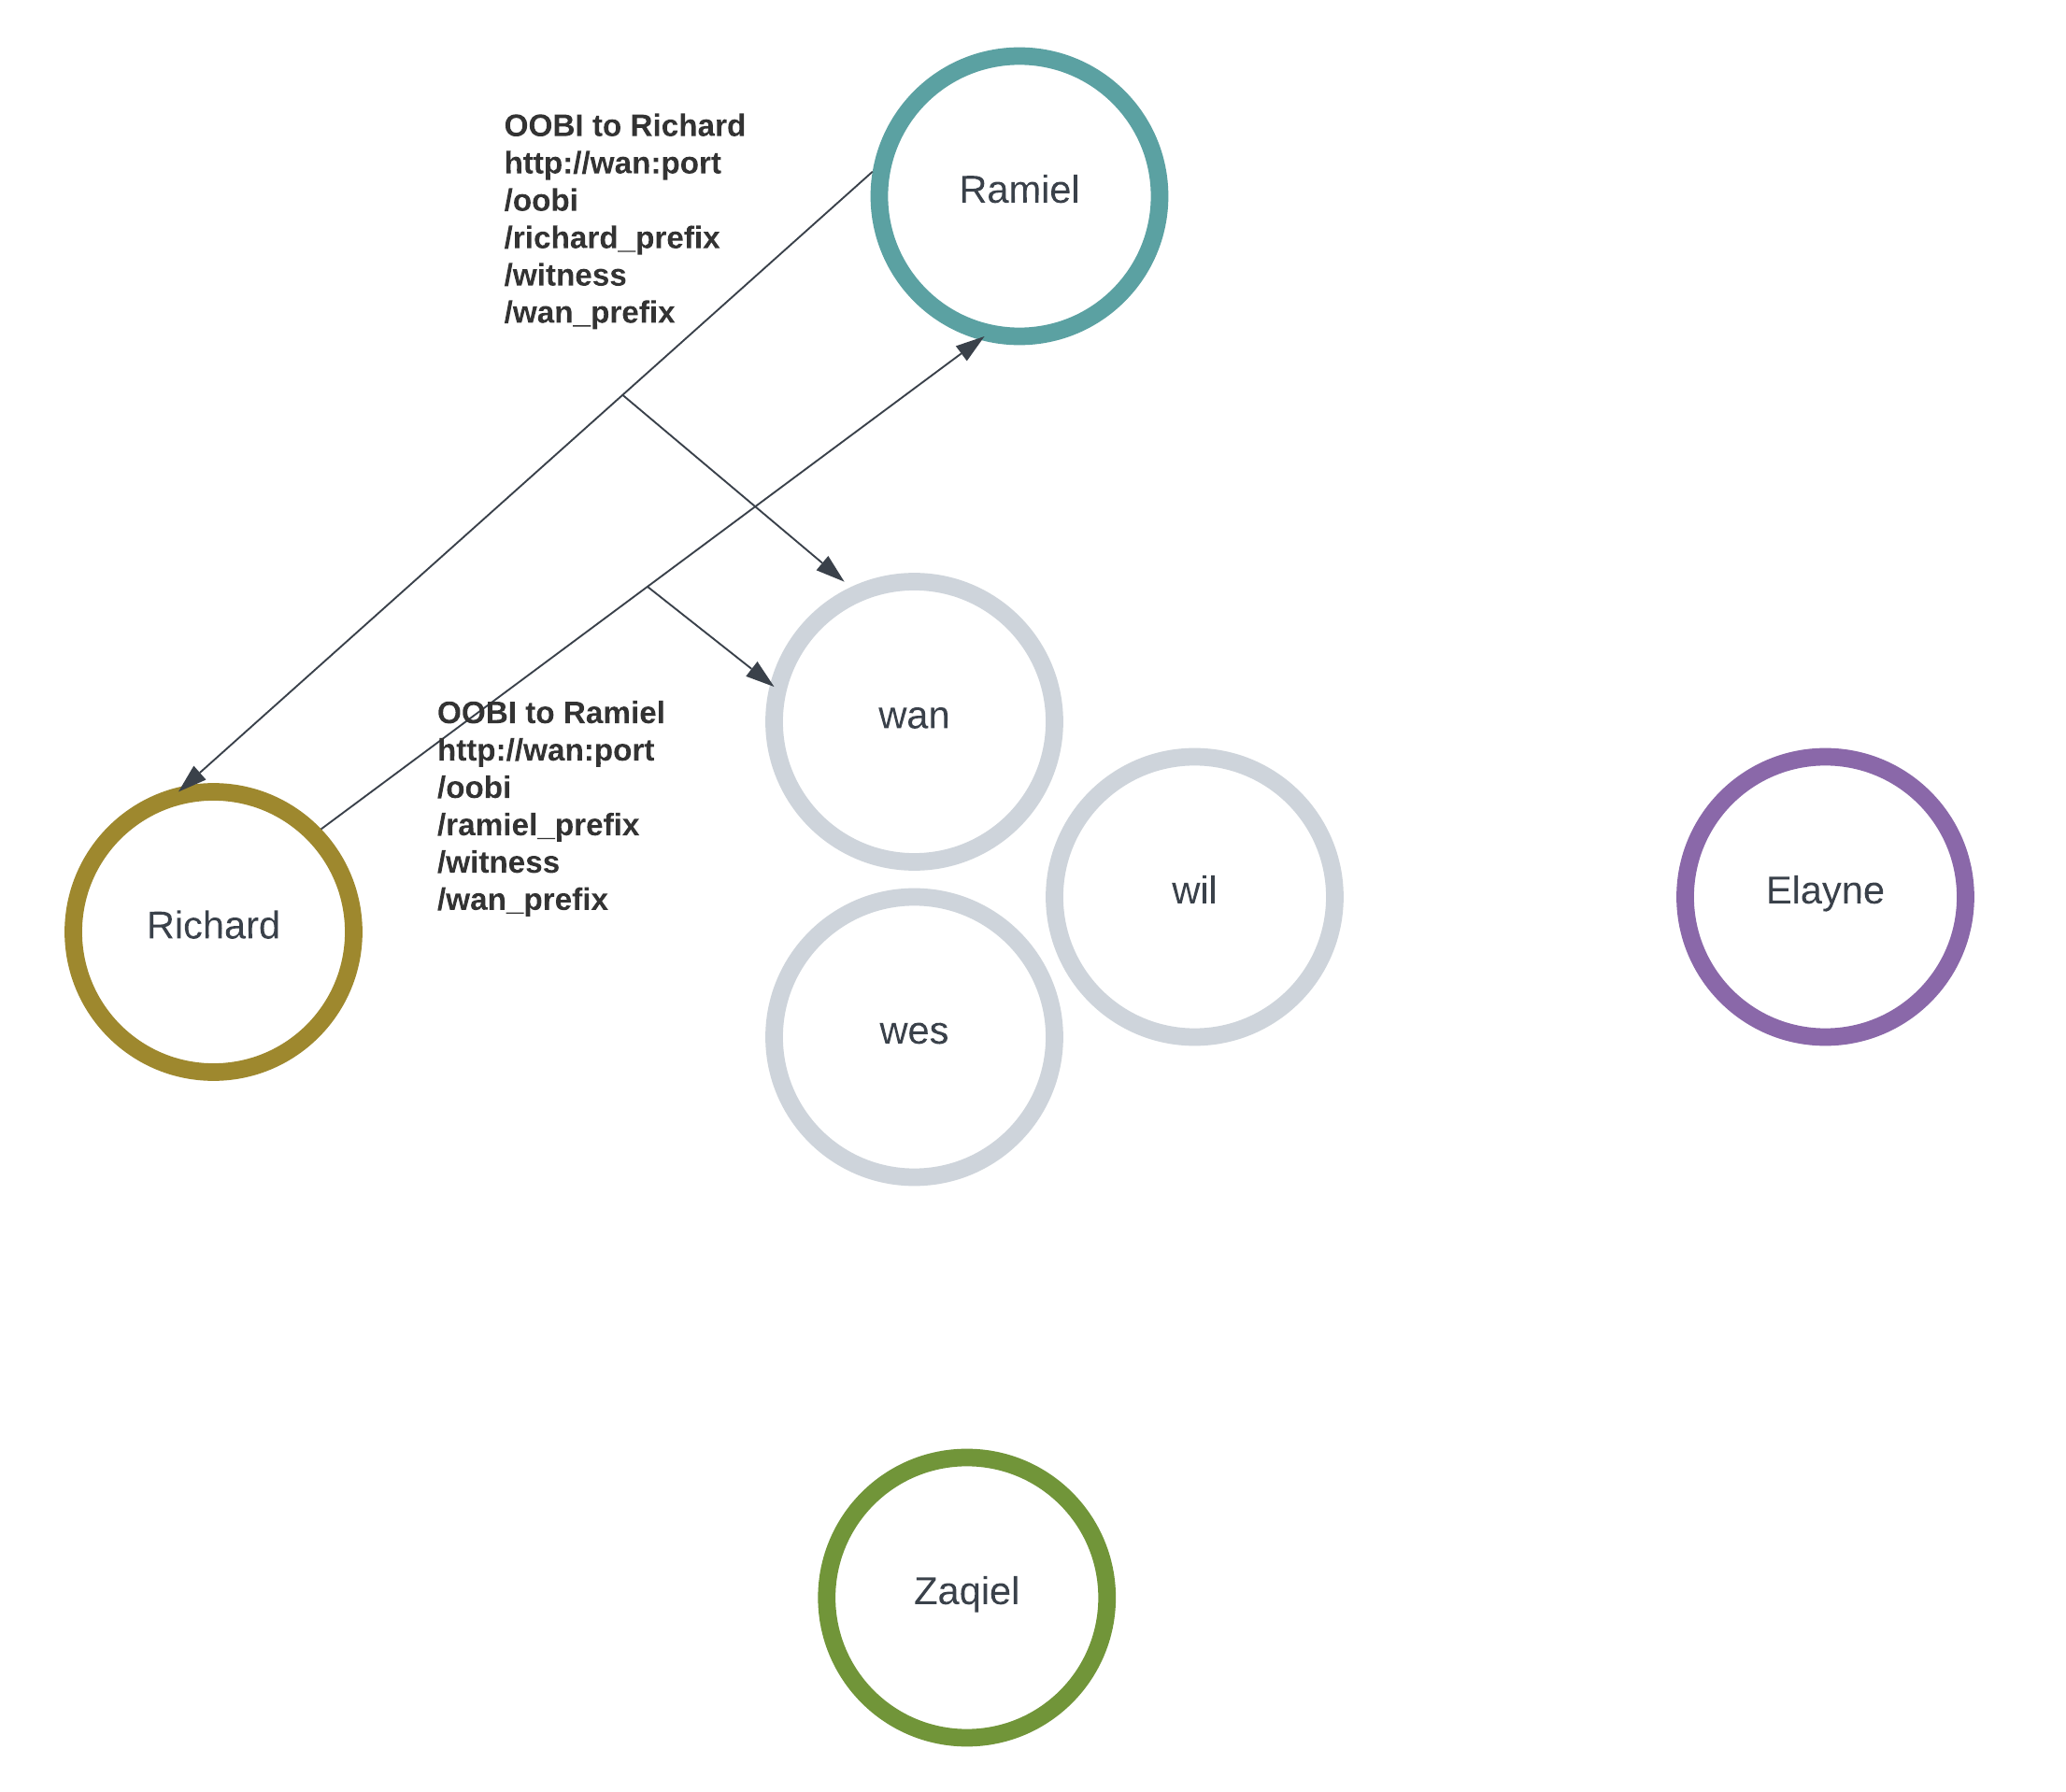 OOBI to Richard
http://wan:port
/oobi
/richard_prefix
/witness
/wan_prefix
Ramiel
OOBI to Ramiel
http://wan:port
/oobi
/ramiel_prefix
/witness
/wan_prefix
wan
wil
Elayne
Richard
wes
Zaqiel